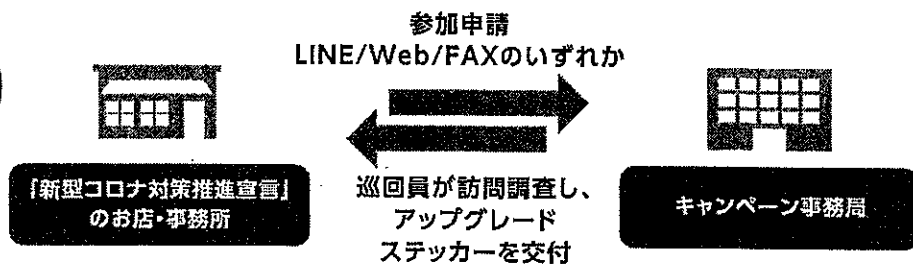 参加申請
LINE/Web/FAXのいずれか
「新型コロナ対策推進宣言」
のお店・事務所
巡回員が訪問調査し、
アップグレード
ステッカーを交付
キャンペーン事務局